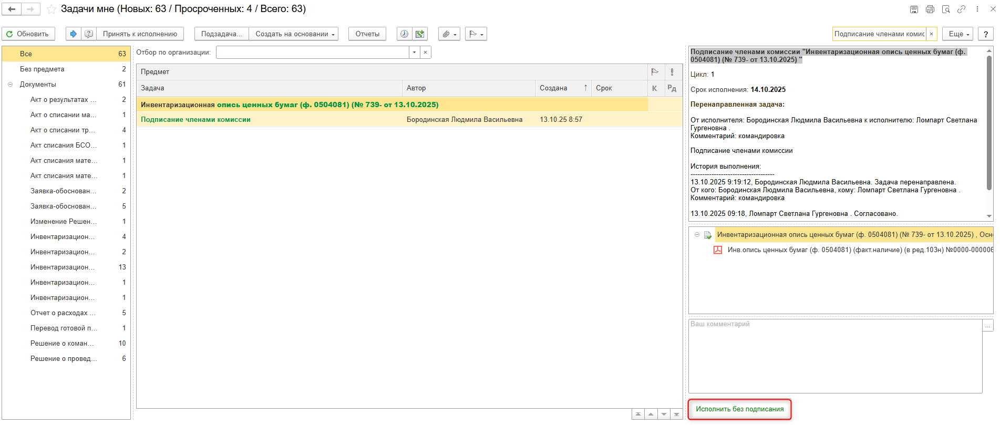 Задачи мне (Новых: 63 / Просроченных: 4 / Всего: 63)
Обновить
Принять к исполнению
Подзадача...
Создать на основании
Отчеты
Подписание членами комис
×
Еще
?
Все 63
Без предмета 2
Документы 61
Акт о результатах ... 2
Акт о списании ма... 1
Акт о списании тр... 4
Акт списания БСО... 1
Акт списания мате... 1
Акт списания мате... 1
Заявка-обоснован... 2
Заявка-обоснован... 5
Изменение Решен... 1
Инвентаризацион... 4
Инвентаризацион... 2
Инвентаризацион... 13
Инвентаризацион... 1
Инвентаризацион... 1
Отчет о расходах ... 5
Перевод готовой п... 1
Решение о коман... 10
Решение о провед... 6
Отбор по организации:
Предмет
Задача Автор Создана ↑ Срок К Рд
Инвентаризационная опись ценных бумаг (ф. 0504081) (№ 739- от 13.10.2025)
Подписание членами комиссии Бородинская Людмила Васильевна 13.10.25 8:57
Подписание членами комиссии "Инвентаризационная опись ценных бумаг (ф.
0504081) (№ 739- от 13.10.2025) "
Цикл: 1
Срок исполнения: 14.10.2025
Перенаправленная задача:
От исполнителя: Бородинская Людмила Васильевна к исполнителю: Ломпарт Светлана
Гургеновна .
Комментарий: командировка
Подписание членами комиссии
История выполнения:
------------------------------------
13.10.2025 9:19:12, Бородинская Людмила Васильевна. Задача перенаправлена.
От кого: Бородинская Людмила Васильевна, кому: Ломпарт Светлана Гургеновна .
Комментарий: командировка
13.10.2025 09:18, Ломпарт Светлана Гургеновна . Согласовано.
Инвентаризационная опись ценных бумаг (ф. 0504081) (№ 739- от 13.10.2025) , Осно
Инв.опись ценных бумаг (ф. 0504081) (факт.наличие) (в ред.103н) №0000-000006
Ваш комментарий
...
Исполнить без подписания